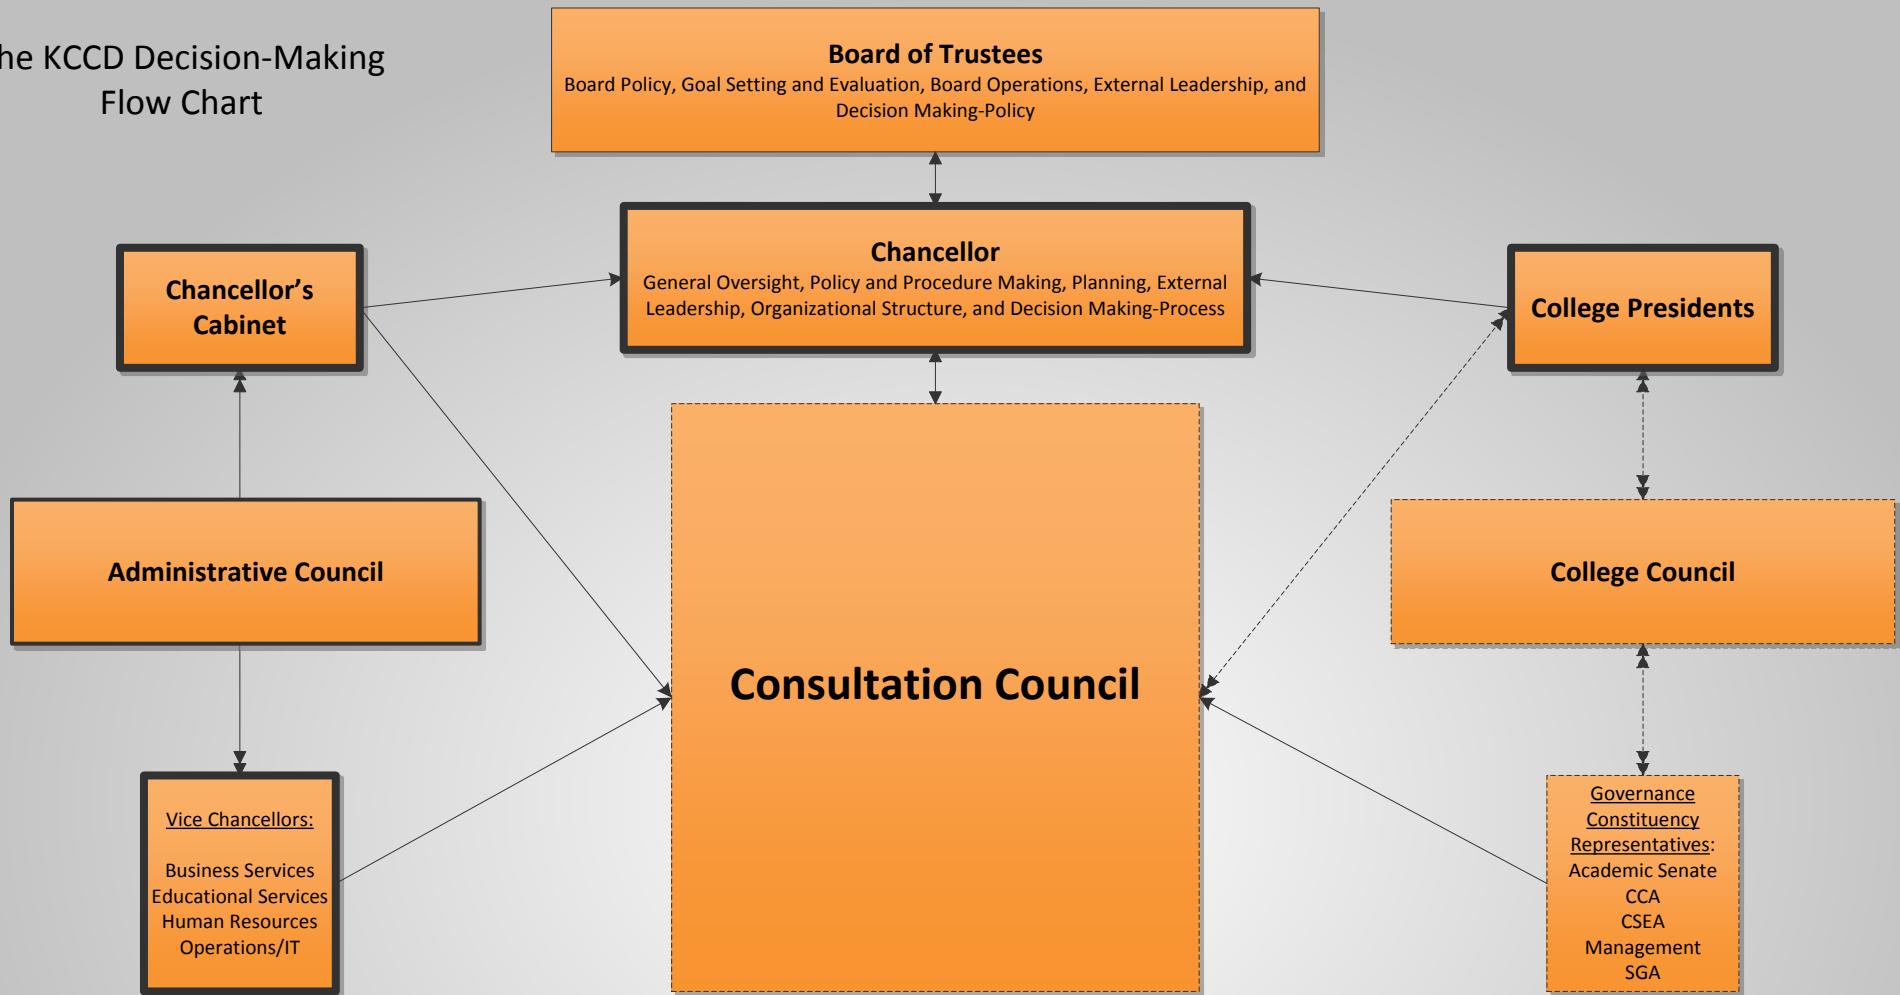 he KCCD Decision-Making
Flow Chart
Board of Trustees
Board Policy, Goal Setting and Evaluation, Board Operations, External Leadership, and
Decision Making-Policy
Chancellor
General Oversight, Policy and Procedure Making, Planning, External
Leadership, Organizational Structure, and Decision Making-Process
Chancellor’s
Cabinet
College Presidents
Administrative Council
College Council
Consultation Council
Vice Chancellors:
Business Services
Educational Services
Human Resources
Operations/IT
Governance
Constituency
Representatives:
Academic Senate
CCA
CSEA
Management
SGA